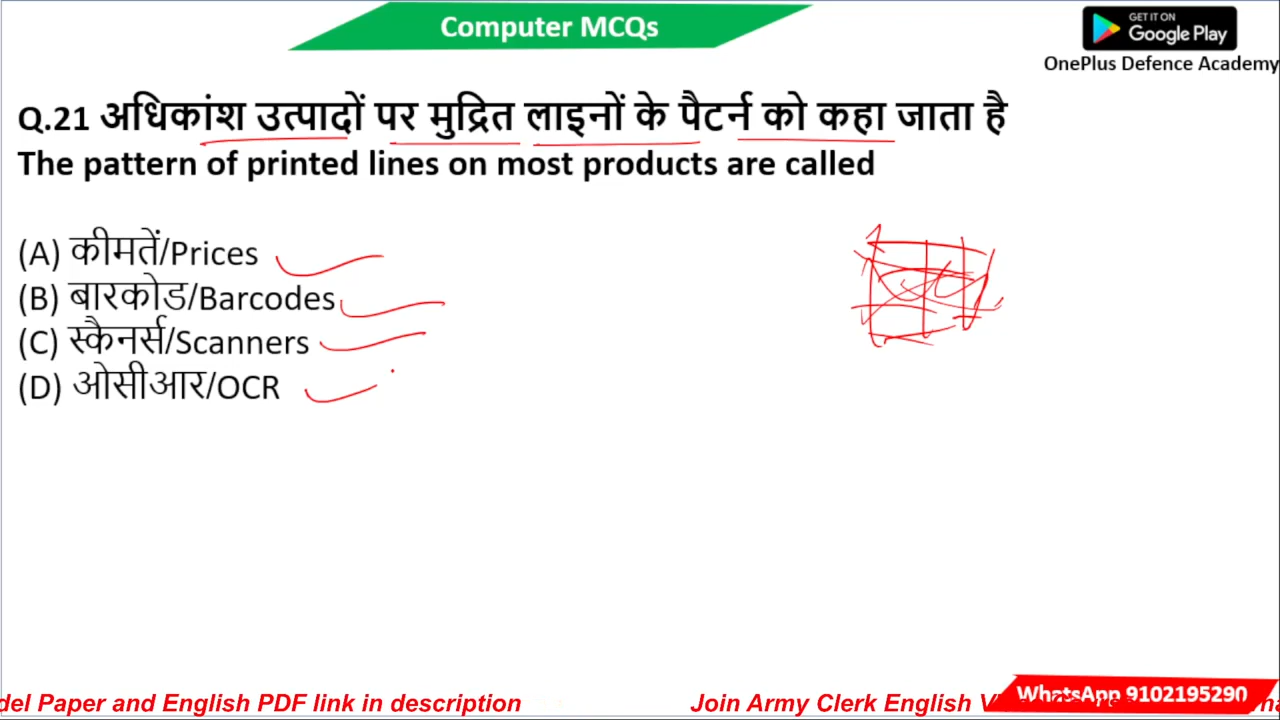 Computer MCQs
GET IT ON
Google Play
OnePlus Defence Academy
Q.21 अधिकांश उत्पादों पर मुद्रित लाइनों के पैटर्न को कहा जाता है
The pattern of printed lines on most products are called
(A) कीमतें/Prices
(B) बारकोड/Barcodes
(C) स्कैनर्स/Scanners
(D) ओसीआर/OCR
WhatsApp 9102195290
del Paper and English PDF link in description
Join Army Clerk English